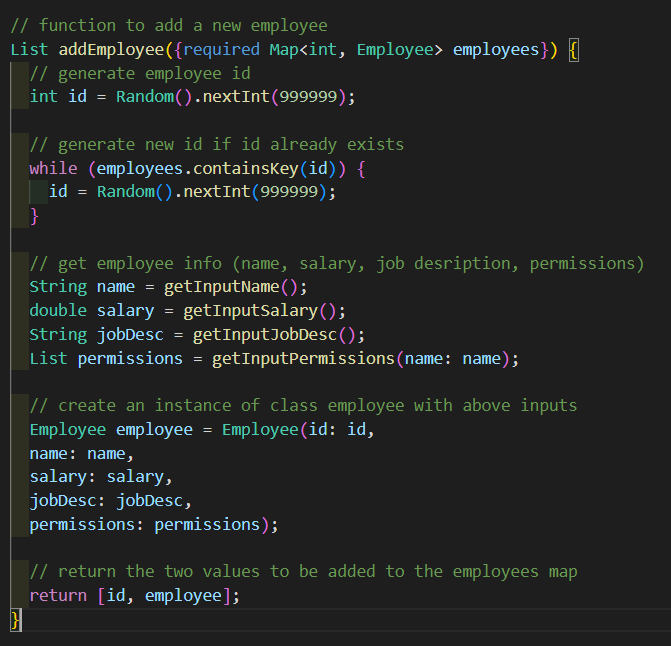 // function to add a new employee
List addEmployee({required Map<int, Employee> employees}) {
// generate employee id
int id = Random().nextInt(999999);
// generate new id if id already exists
while (employees.containsKey(id)) {
id = Random().nextInt(999999);
}
// get employee info (name, salary, job desription, permissions)
String name = getInputName();
double salary = getInputSalary();
String jobDesc = getInputJobDesc();
List permissions = getInputPermissions(name: name);
// create an instance of class employee with above inputs
Employee employee = Employee(id: id,
name: name,
salary: salary,
jobDesc: jobDesc,
permissions: permissions);
// return the two values to be added to the employees map
return [id, employee];
}